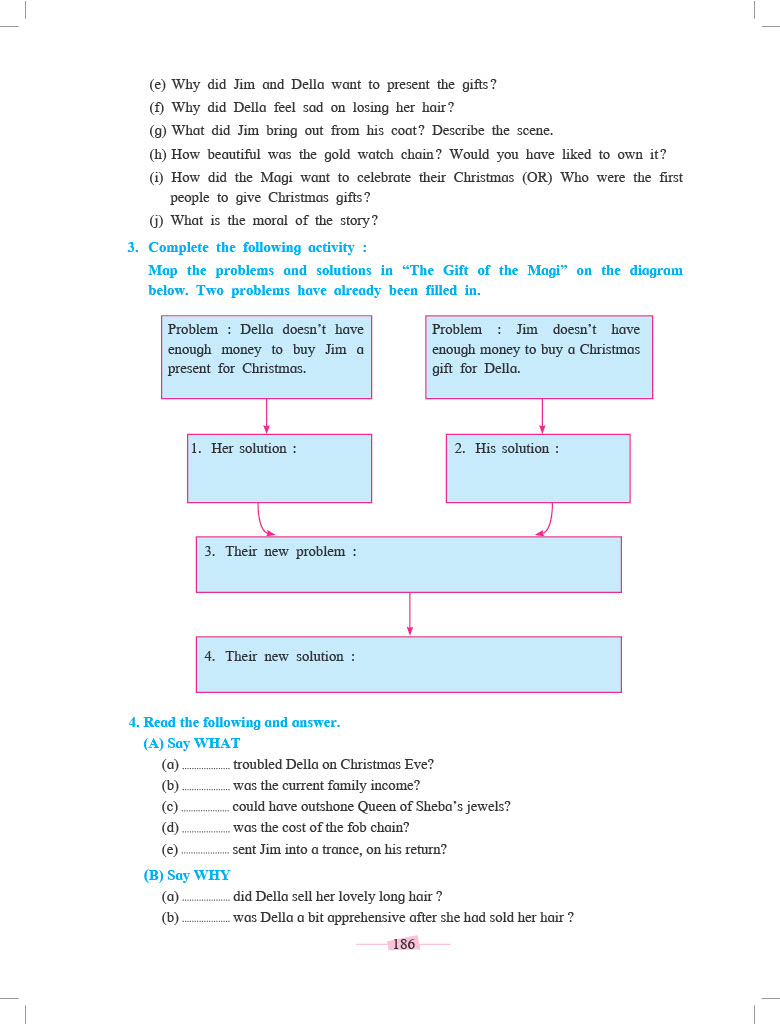 (e) Why did Jim and Della want to present the gifts?
(f) Why did Della feel sad on losing her hair?
(g) What did Jim bring out from his coat? Describe the scene.
(h) How beautiful was the gold watch chain? Would you have liked to own it?
(i) How did the Magi want to celebrate their Christmas (OR) Who were the first
people to give Christmas gifts?
(j) What is the moral of the story?
3. Complete the following activity :
Map the problems and solutions in “The Gift of the Magi” on the diagram
below. Two problems have already been filled in.
Problem : Della doesn’t have
enough money to buy Jim a
present for Christmas.
Problem : Jim doesn’t have
enough money to buy a Christmas
gift for Della.
1. Her solution :
2. His solution :
3. Their new problem :
4. Their new solution :
4. Read the following and answer.
(A) Say WHAT
(a) .................... troubled Della on Christmas Eve?
(b) .................... was the current family income?
(c) .................... could have outshone Queen of Sheba’s jewels?
(d) .................... was the cost of the fob chain?
(e) .................... sent Jim into a trance, on his return?
(B) Say WHY
(a) .................... did Della sell her lovely long hair ?
(b) .................... was Della a bit apprehensive after she had sold her hair ?
186